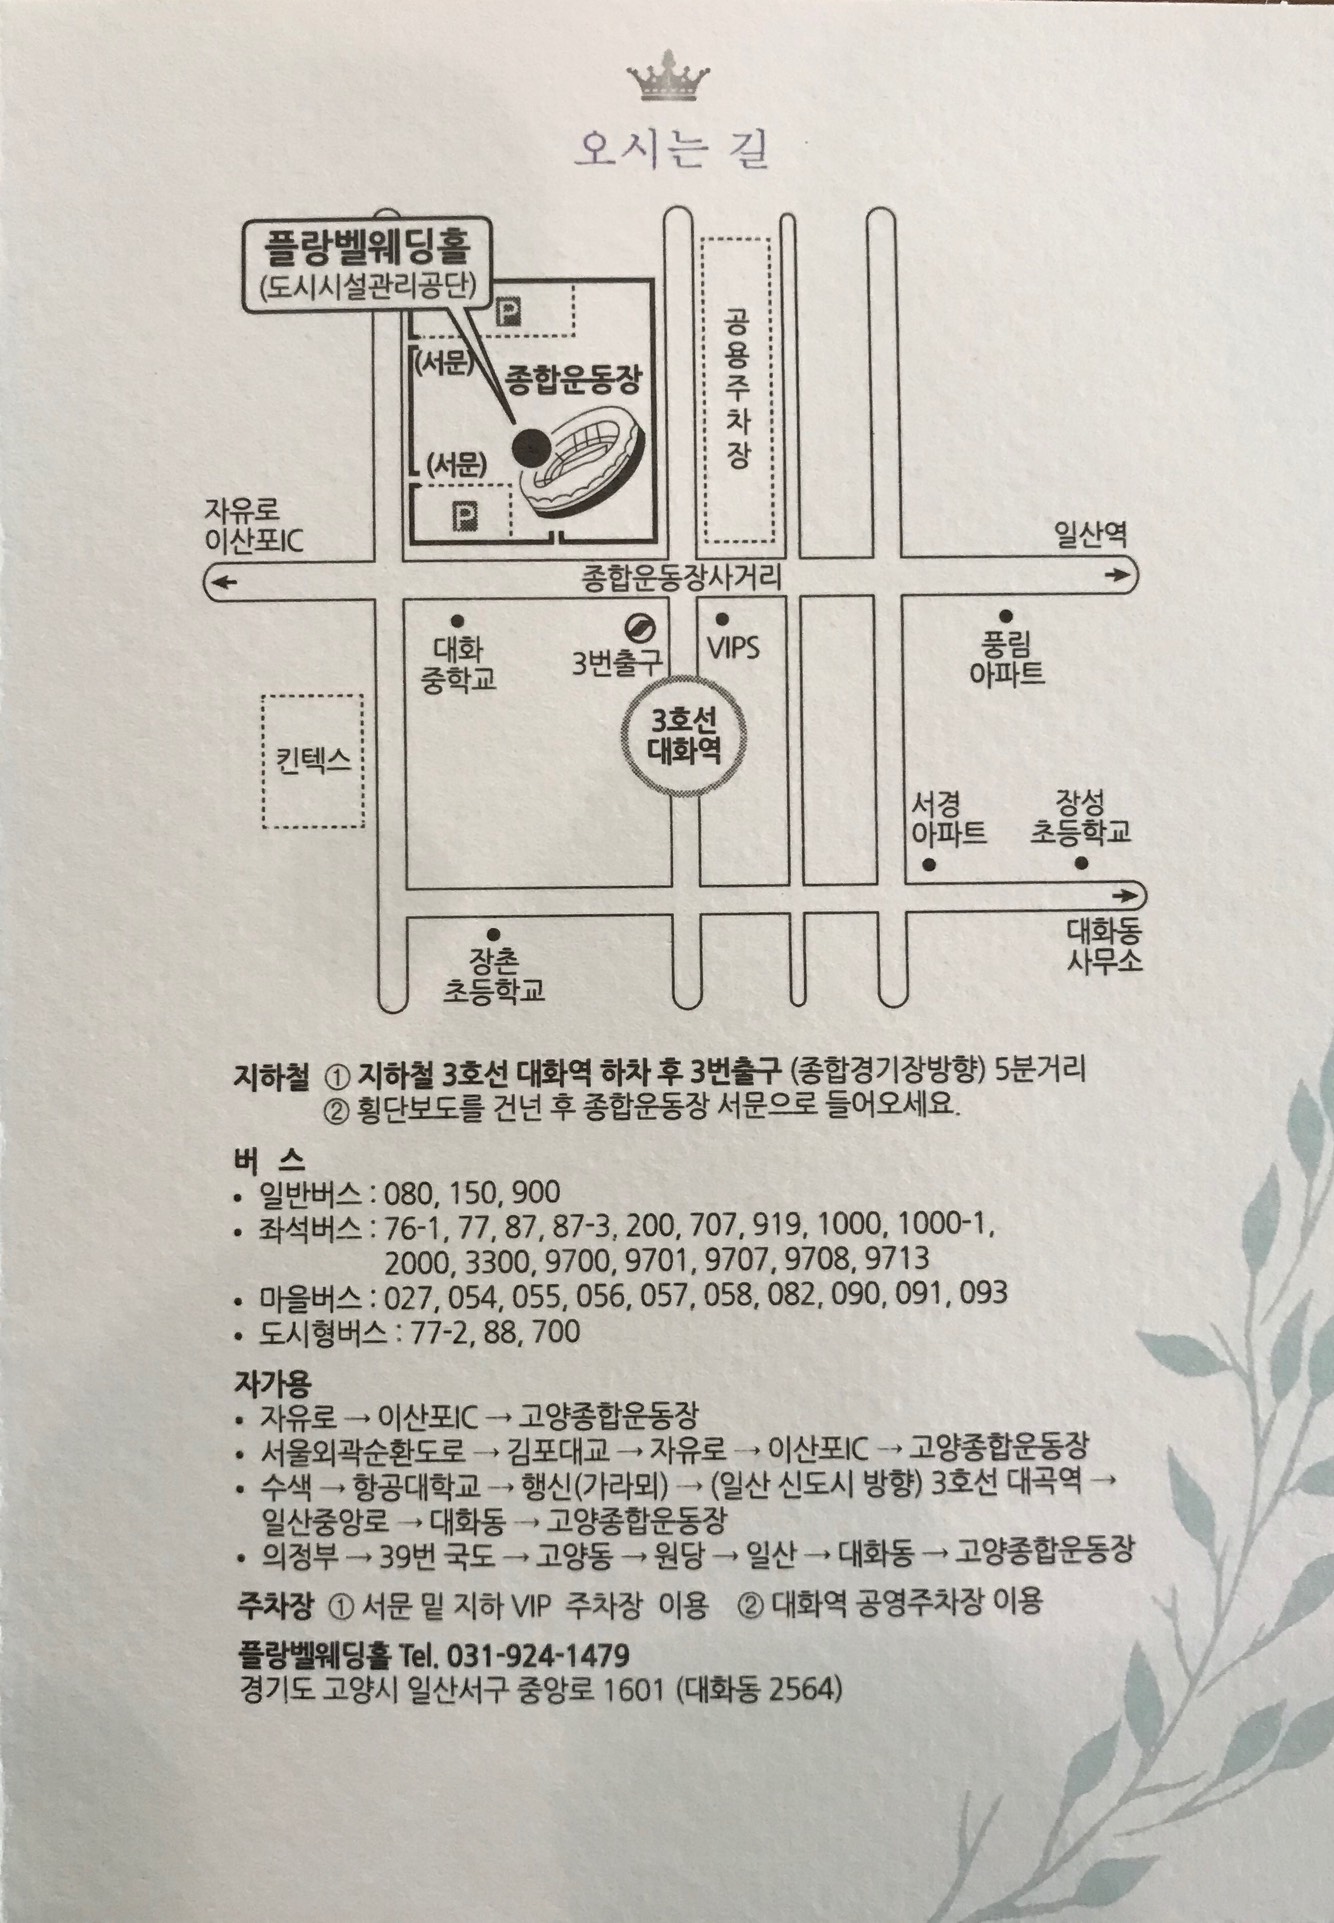 오시는 길
플랑벨웨딩홀
(도시시설관리공단)
P
(서문)
종합운동장
(서문)
P
공용주차장
자유로
이산포IC
일산역
종합운동장사거리
대화
중학교
3번출구
VIPS
풍림
아파트
3호선
대화역
킨텍스
서경
아파트
장성
초등학교
대화동
사무소
장촌
초등학교
지하철 ① 지하철 3호선 대화역 하차 후 3번출구 (종합경기장방향) 5분거리
② 횡단보도를 건넌 후 종합운동장 서문으로 들어오세요.
버 스
• 일반버스 : 080, 150, 900
• 좌석버스 : 76-1, 77, 87, 87-3, 200, 707, 919, 1000, 1000-1,
2000, 3300, 9700, 9701, 9707, 9708, 9713
• 마을버스 : 027, 054, 055, 056, 057, 058, 082, 090, 091, 093
• 도시형버스 : 77-2, 88, 700
자가용
• 자유로 → 이산포IC → 고양종합운동장
• 서울외곽순환도로 → 김포대교 → 자유로 → 이산포IC → 고양종합운동장
• 수색 → 항공대학교 → 행신(가라뫼) → (일산 신도시 방향) 3호선 대곡역 →
일산중앙로 → 대화동 → 고양종합운동장
• 의정부 → 39번 국도 → 고양동 → 원당 → 일산 → 대화동 → 고양종합운동장
주차장 ① 서문 밑 지하 VIP 주차장 이용 ② 대화역 공영주차장 이용
플랑벨웨딩홀 Tel. 031-924-1479
경기도 고양시 일산서구 중앙로 1601 (대화동 2564)